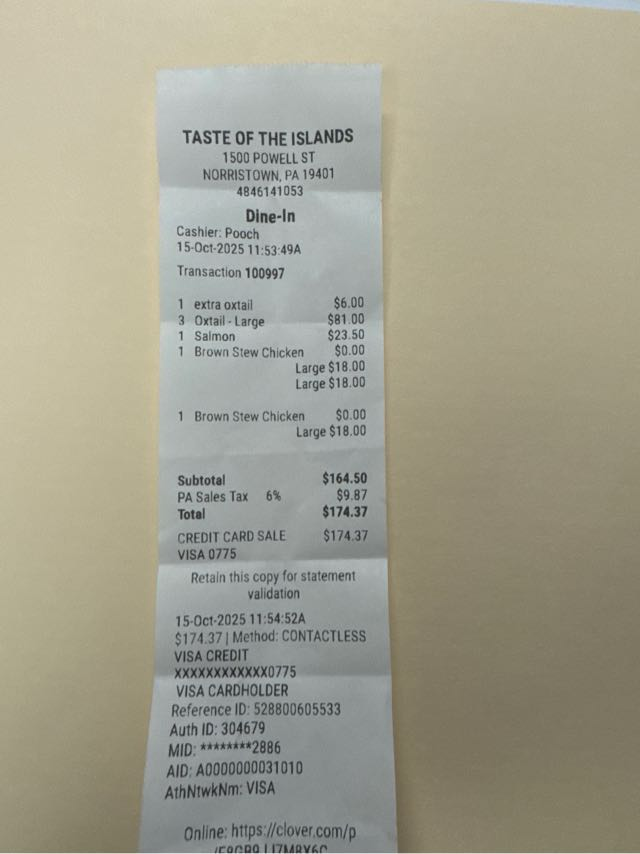 TASTE OF THE ISLANDS
1500 POWELL ST
NORRISTOWN, PA 19401
4846141053
Dine-In
Cashier: Pooch
15-Oct-2025 11:53:49A
Transaction 100997
1 extra oxtail $6.00
3 Oxtail - Large $81.00
1 Salmon $23.50
1 Brown Stew Chicken $0.00
Large $18.00
Large $18.00
1 Brown Stew Chicken $0.00
Large $18.00
Subtotal $164.50
PA Sales Tax 6% $9.87
Total $174.37
CREDIT CARD SALE $174.37
VISA 0775
Retain this copy for statement
validation
15-Oct-2025 11:54:52A
$174.37 | Method: CONTACTLESS
VISA CREDIT
XXXXXXXXXXXX0775
VISA CARDHOLDER
Reference ID: 528800605533
Auth ID: 304679
MID: ********2886
AID: A0000000031010
AthNtwkNm: VISA
Online: https://clover.com/p